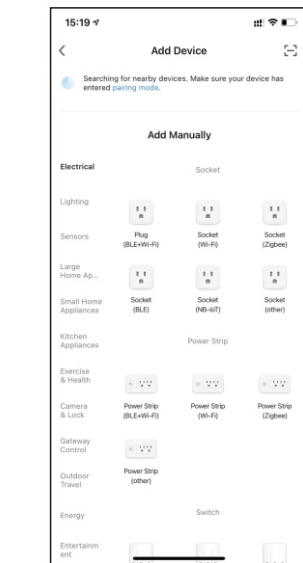 15:19
Add Device
Searching for nearby devices. Make sure your device has
entered pairing mode.
Add Manually
Electrical
Lighting
Sensors
Large
Home Ap...
Small Home
Appliances
Kitchen
Appliances
Exercise
& Health
Camera
& Lock
Gateway
Control
Outdoor
Travel
Energy
Entertainm
ent
Socket
Plug
(BLE+Wi-Fi)
Socket
(Wi-Fi)
Socket
(Zigbee)
Socket
(BLE)
Socket
(NB-IoT)
Socket
(other)
Power Strip
Power Strip
(BLE+Wi-Fi)
Power Strip
(Wi-Fi)
Power Strip
(Zigbee)
Power Strip
(other)
Switch